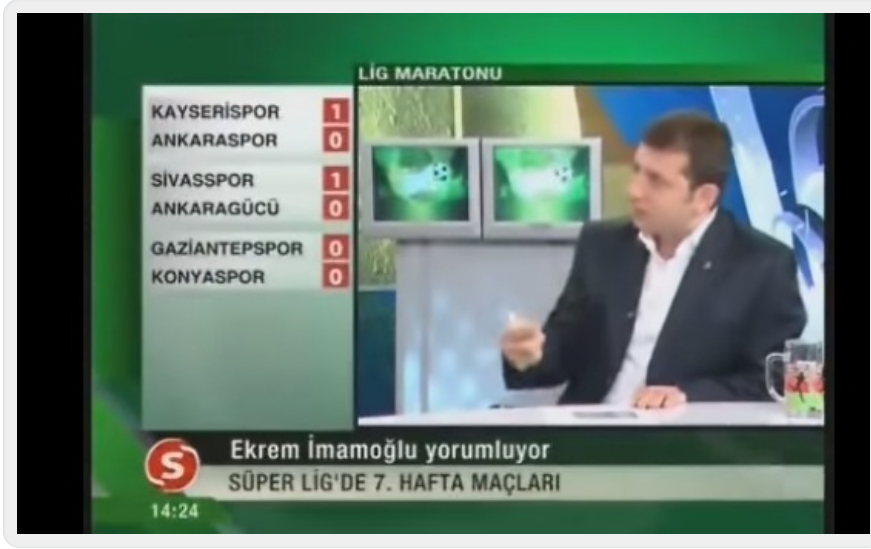 LİG MARATONU
KAYSERİSPOR 1
ANKARASPOR 0
SİVASSPOR 1
ANKARAGÜCÜ 0
GAZİANTEPSPOR 0
KONYASPOR 0
S
Ekrem İmamoğlu yorumluyor
SÜPER LİG'DE 7. HAFTA MAÇLARI
14:24